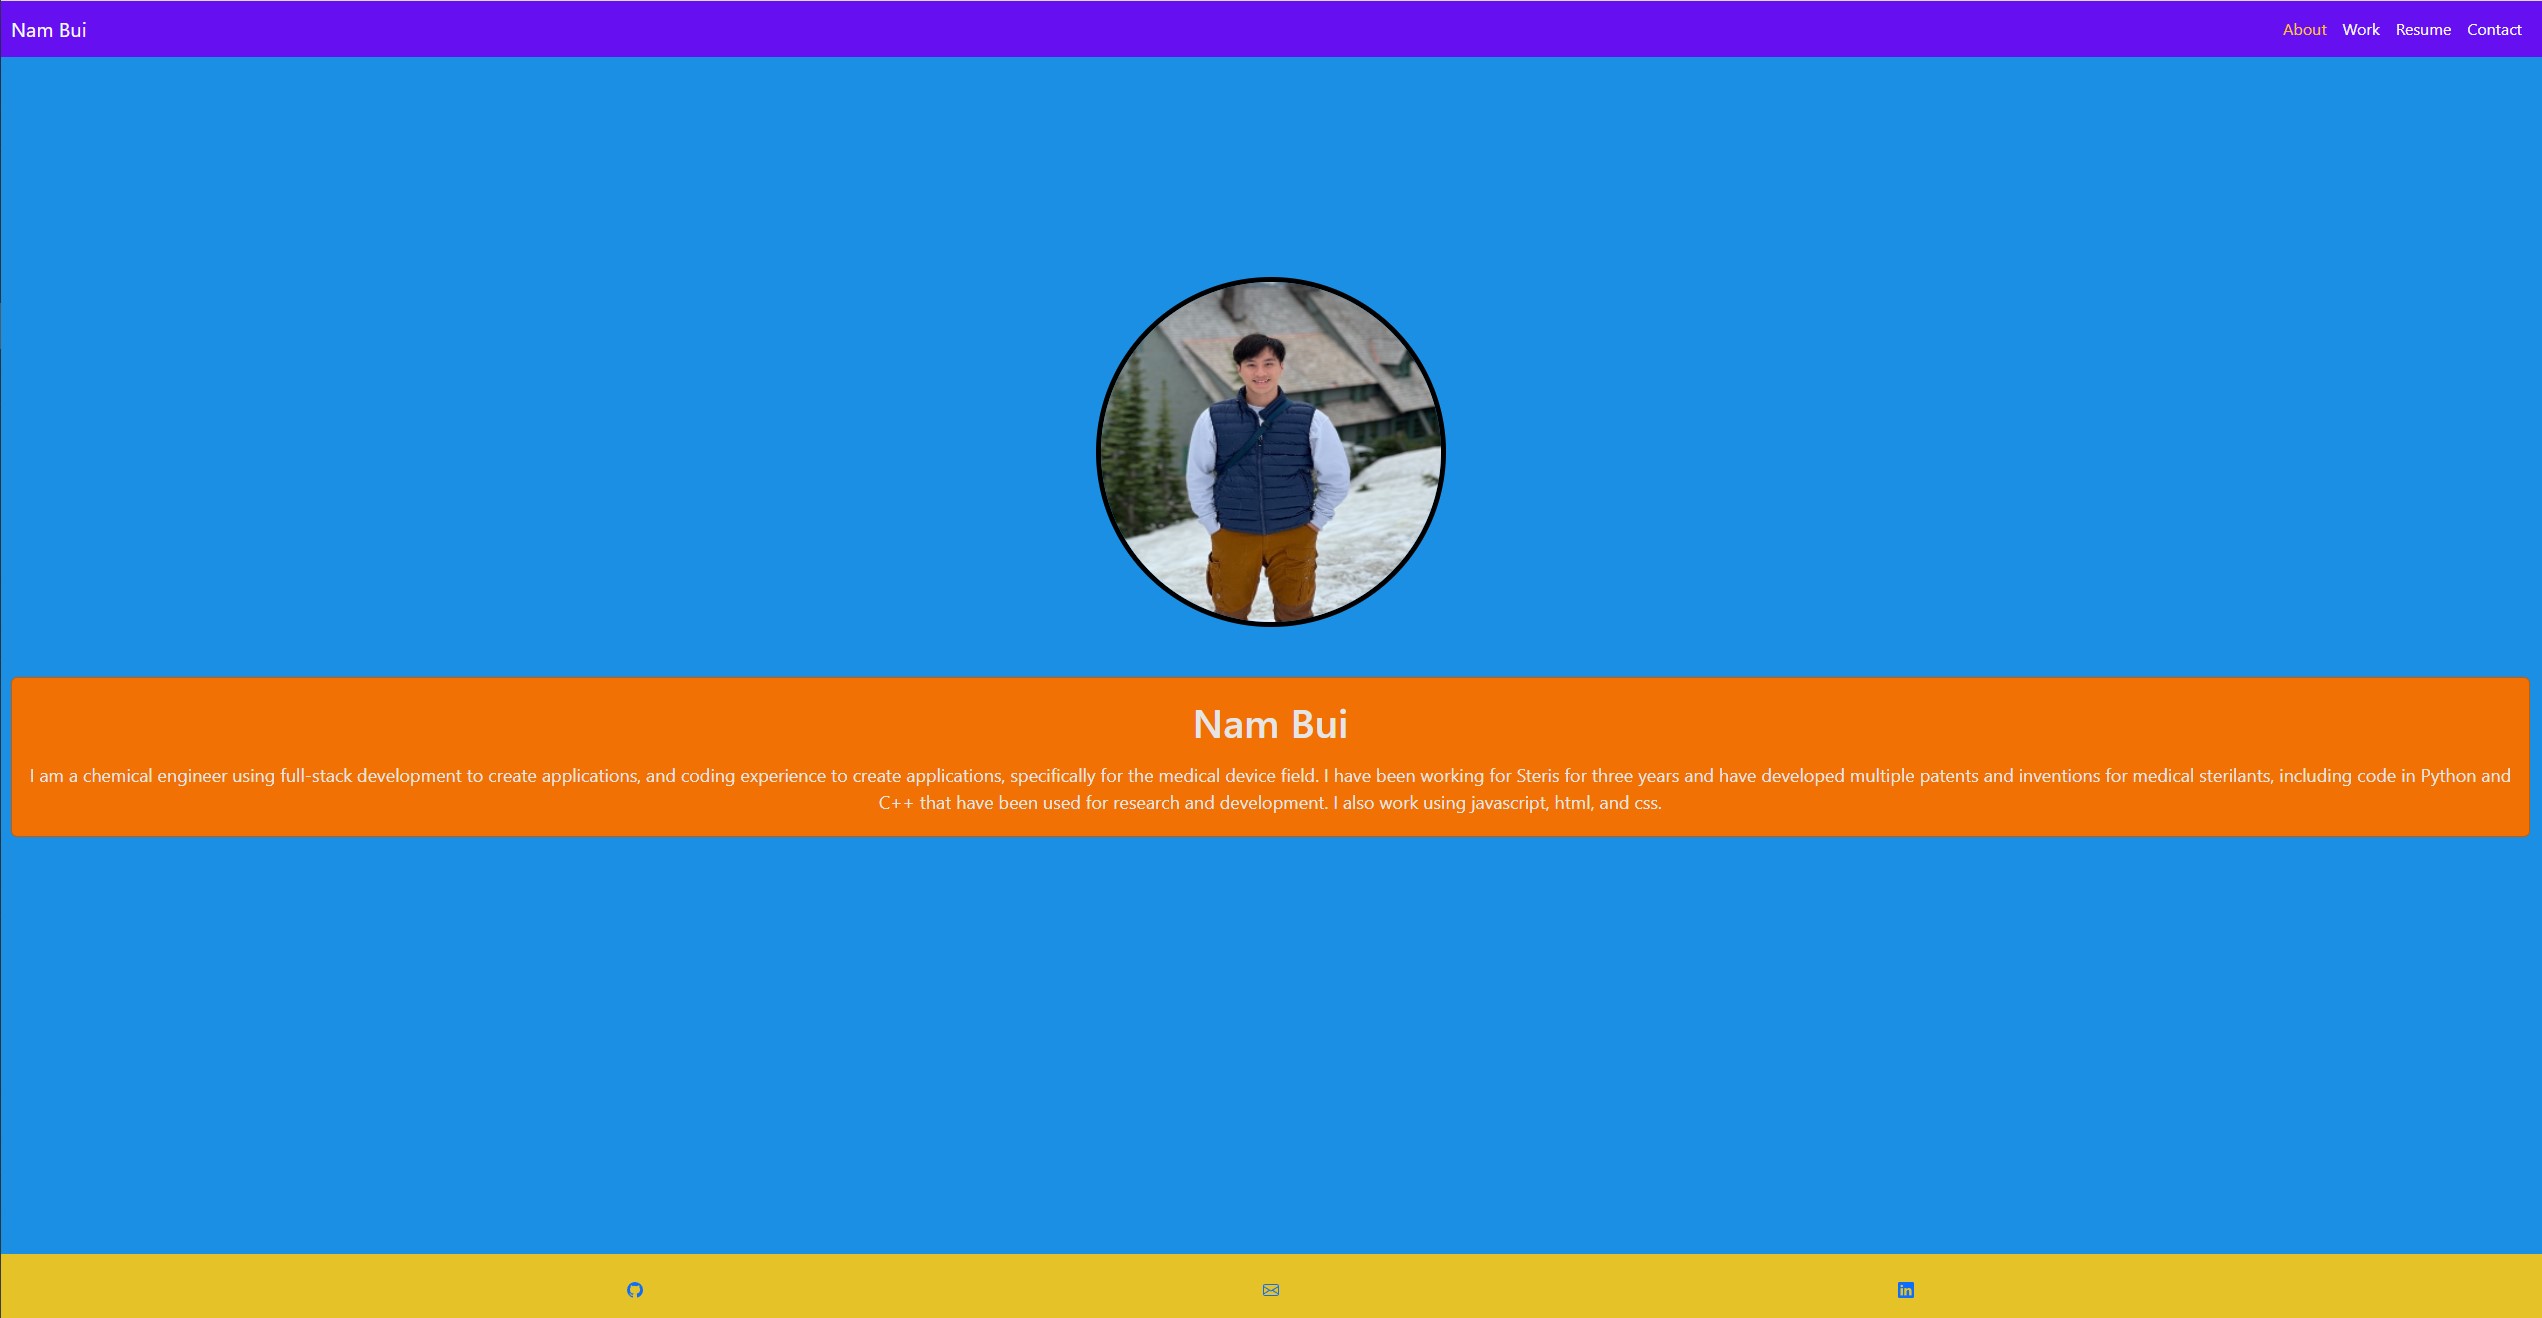 Nam Bui
About Work Resume Contact
Nam Bui
I am a chemical engineer using full-stack development to create applications, and coding experience to create applications, specifically for the medical device field. I have been working for Steris for three years and have developed multiple patents and inventions for medical sterilants, including code in Python and
C++ that have been used for research and development. I also work using javascript, html, and css.